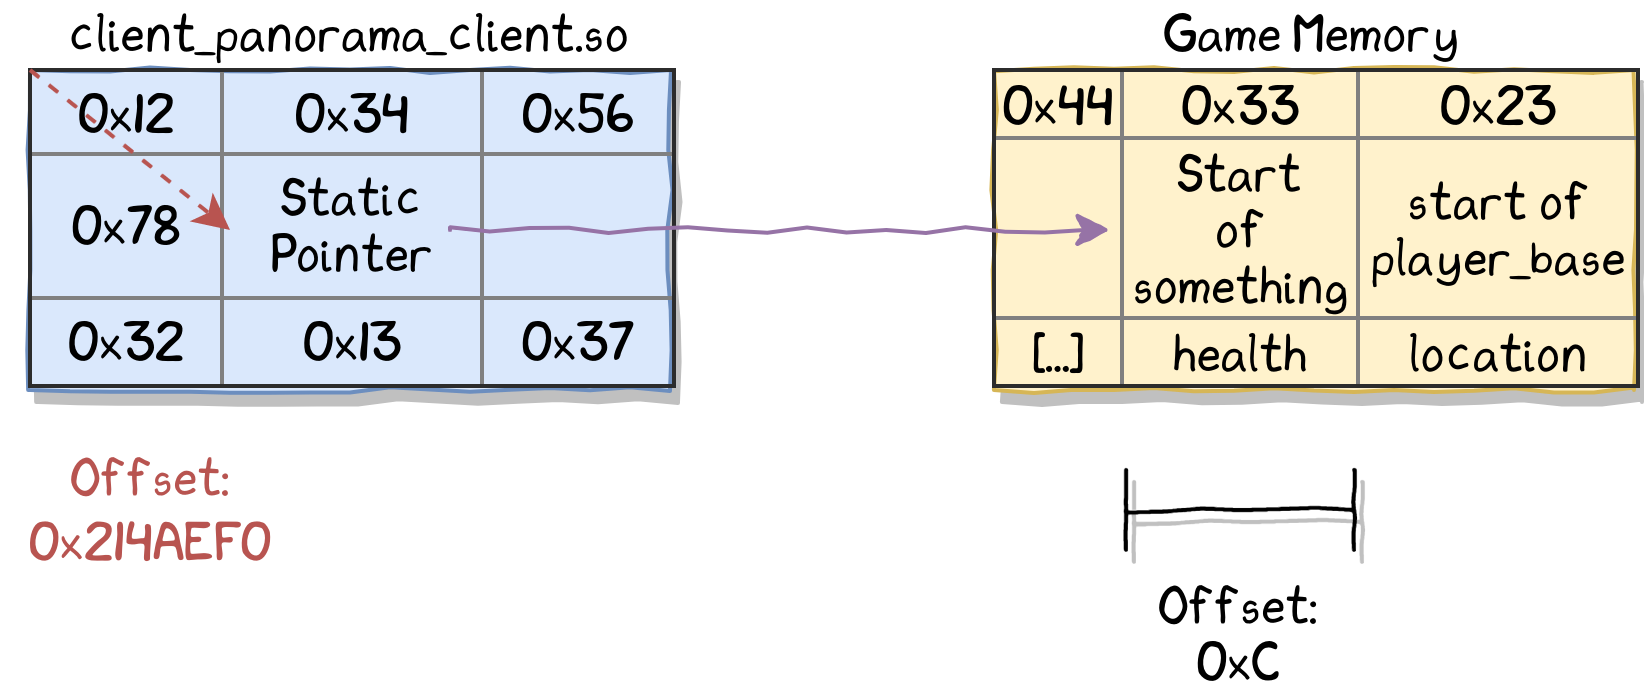 client_panorama_client.so
0x12 0x34 0x56
0x78
Static
Pointer
0x32 0x13 0x37
Offset:
0x214AEF0
Game Memory
0x44 0x33 0x23
Start
of
something
start of
player_base
[...] health location
Offset:
0xC